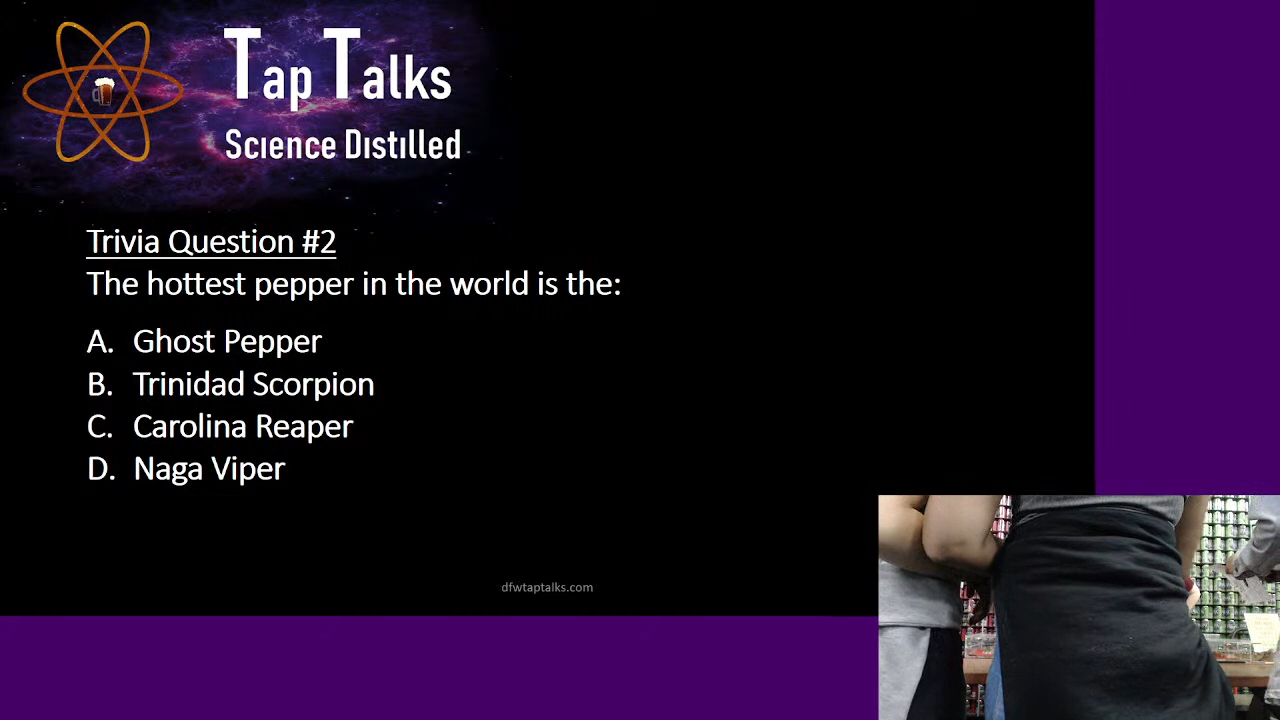 Tap Talks
Science Distilled
Trivia Question #2
The hottest pepper in the world is the:
A. Ghost Pepper
B. Trinidad Scorpion
C. Carolina Reaper
D. Naga Viper
dfwtaptalks.com